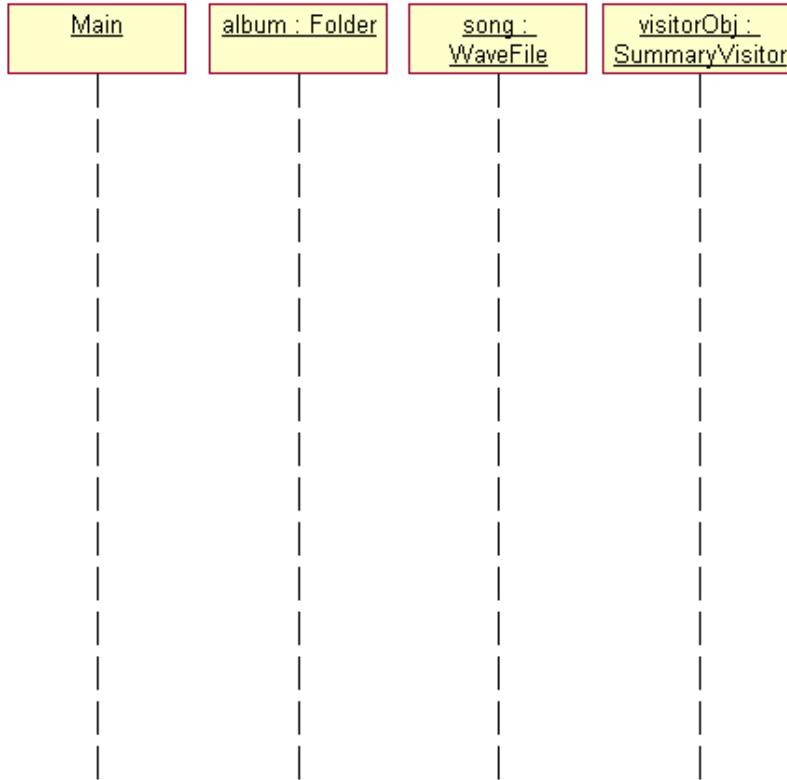 Main
album : Folder
song :
WaveFile
visitorObj :
SummaryVisitor